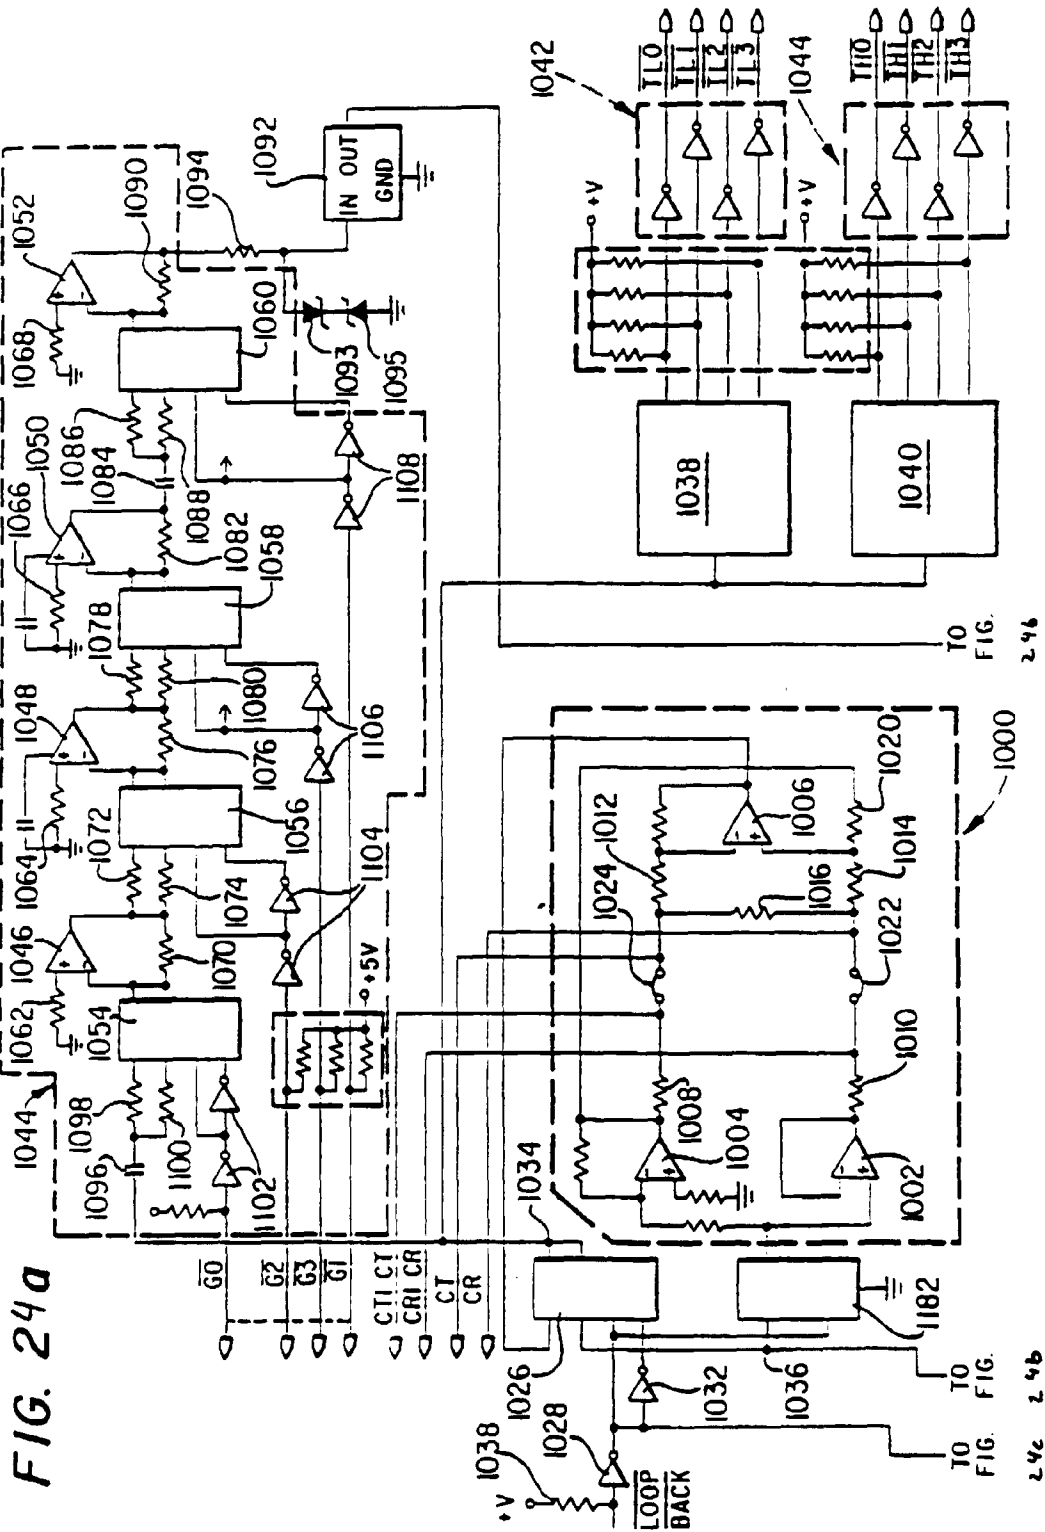 FIG. 24a
1044
1098
1096
1100
1102
1054
1062
1046
1070
1064
1072
1074
1056
1048
1076
1078
1080
1066
1050
1082
1058
1084
1086
1088
1068
1052
1090
1060
1094
1092
IN OUT
GND
1093
1095
1104
1106
1108
+5V
G0
G2
G3
G1
CT1 CT
CR1 CR
CT
CR
1034
1026
1028
1038
+V
LOOP
BACK
1032
1036
1182
1000
1002
1004
1006
1008
1010
1012
1014
1016
1020
1022
1024
TO
FIG.
24c
TO
FIG.
24b
TO
FIG.
24b
1038
1040
+V
+V
1042
TL0
TL1
TL2
TL3
1044
TH0
TH1
TH2
TH3